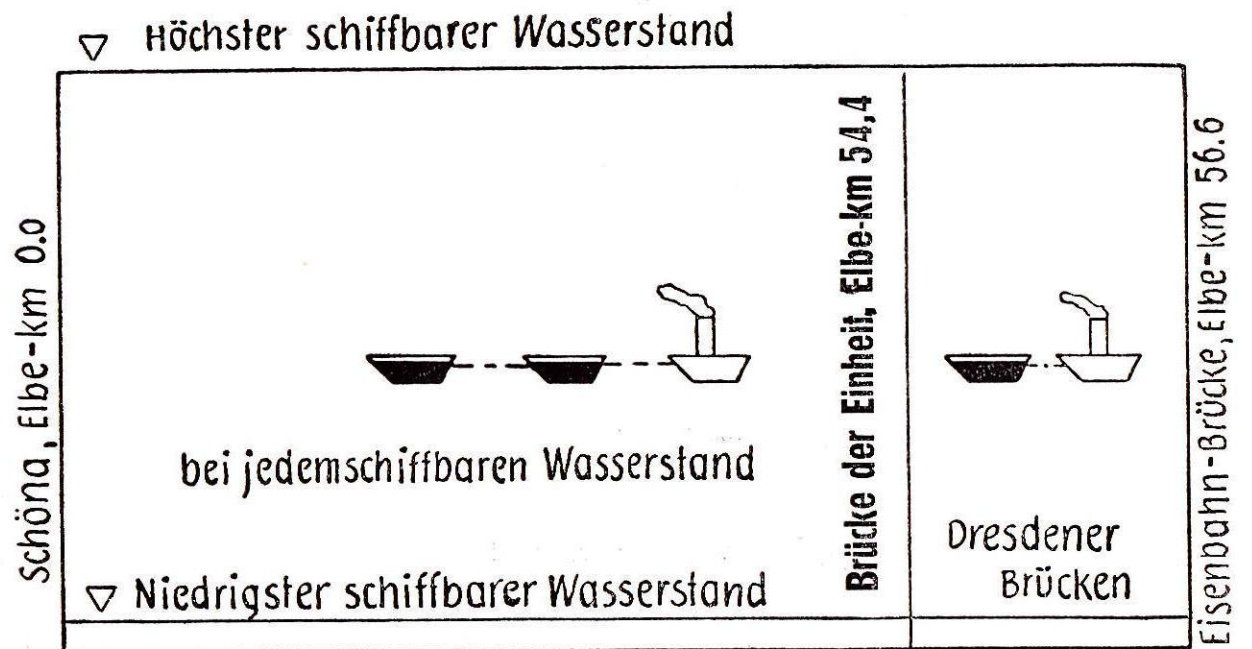 Höchster schiffbarer Wasserstand
Schöna, Elbe-km 0.0
bei jedemschiffbaren Wasserstand
Niedrigster schiffbarer Wasserstand
Brücke der Einheit, Elbe-km 54,4
Dresdener
Brücken
Eisenbahn-Brücke, Elbe-km 56.6